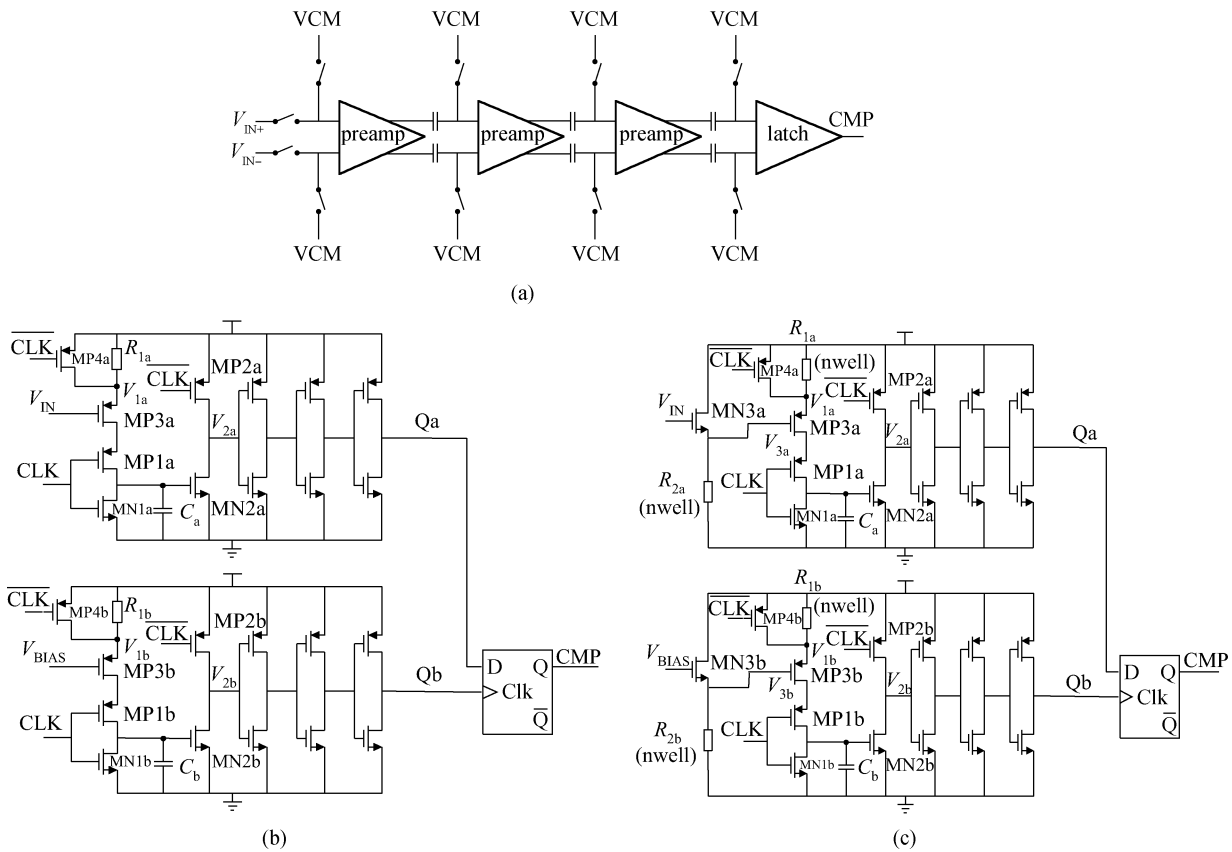 VCM VCM VCM VCM
V_IN+ preamp preamp preamp latch CMP
V_IN−
VCM VCM VCM VCM
(a)
CLK MP4a R_1a
V_IN V_1a MP3a
CLK MP1a MN1a C_a
CLK MP2a V_2a MN2a
Qa
CLK MP4b R_1b
V_BIAS V_1b MP3b
CLK MP1b MN1b C_b
CLK MP2b V_2b MN2b
Qb
D Q CMP
Clk
Q
(b)
R_1a
(nwell)
CLK MP4a
V_IN MN3a V_1a MP3a
V_3a MP1a
R_2a
(nwell)
CLK MN1a C_a
CLK MP2a V_2a MN2a
Qa
R_1b
(nwell)
CLK MP4b
V_BIAS MN3b V_1b MP3b
V_3b MP1b
R_2b
(nwell)
CLK MN1b C_b
CLK MP2b V_2b MN2b
Qb
D Q CMP
Clk
Q
(c)